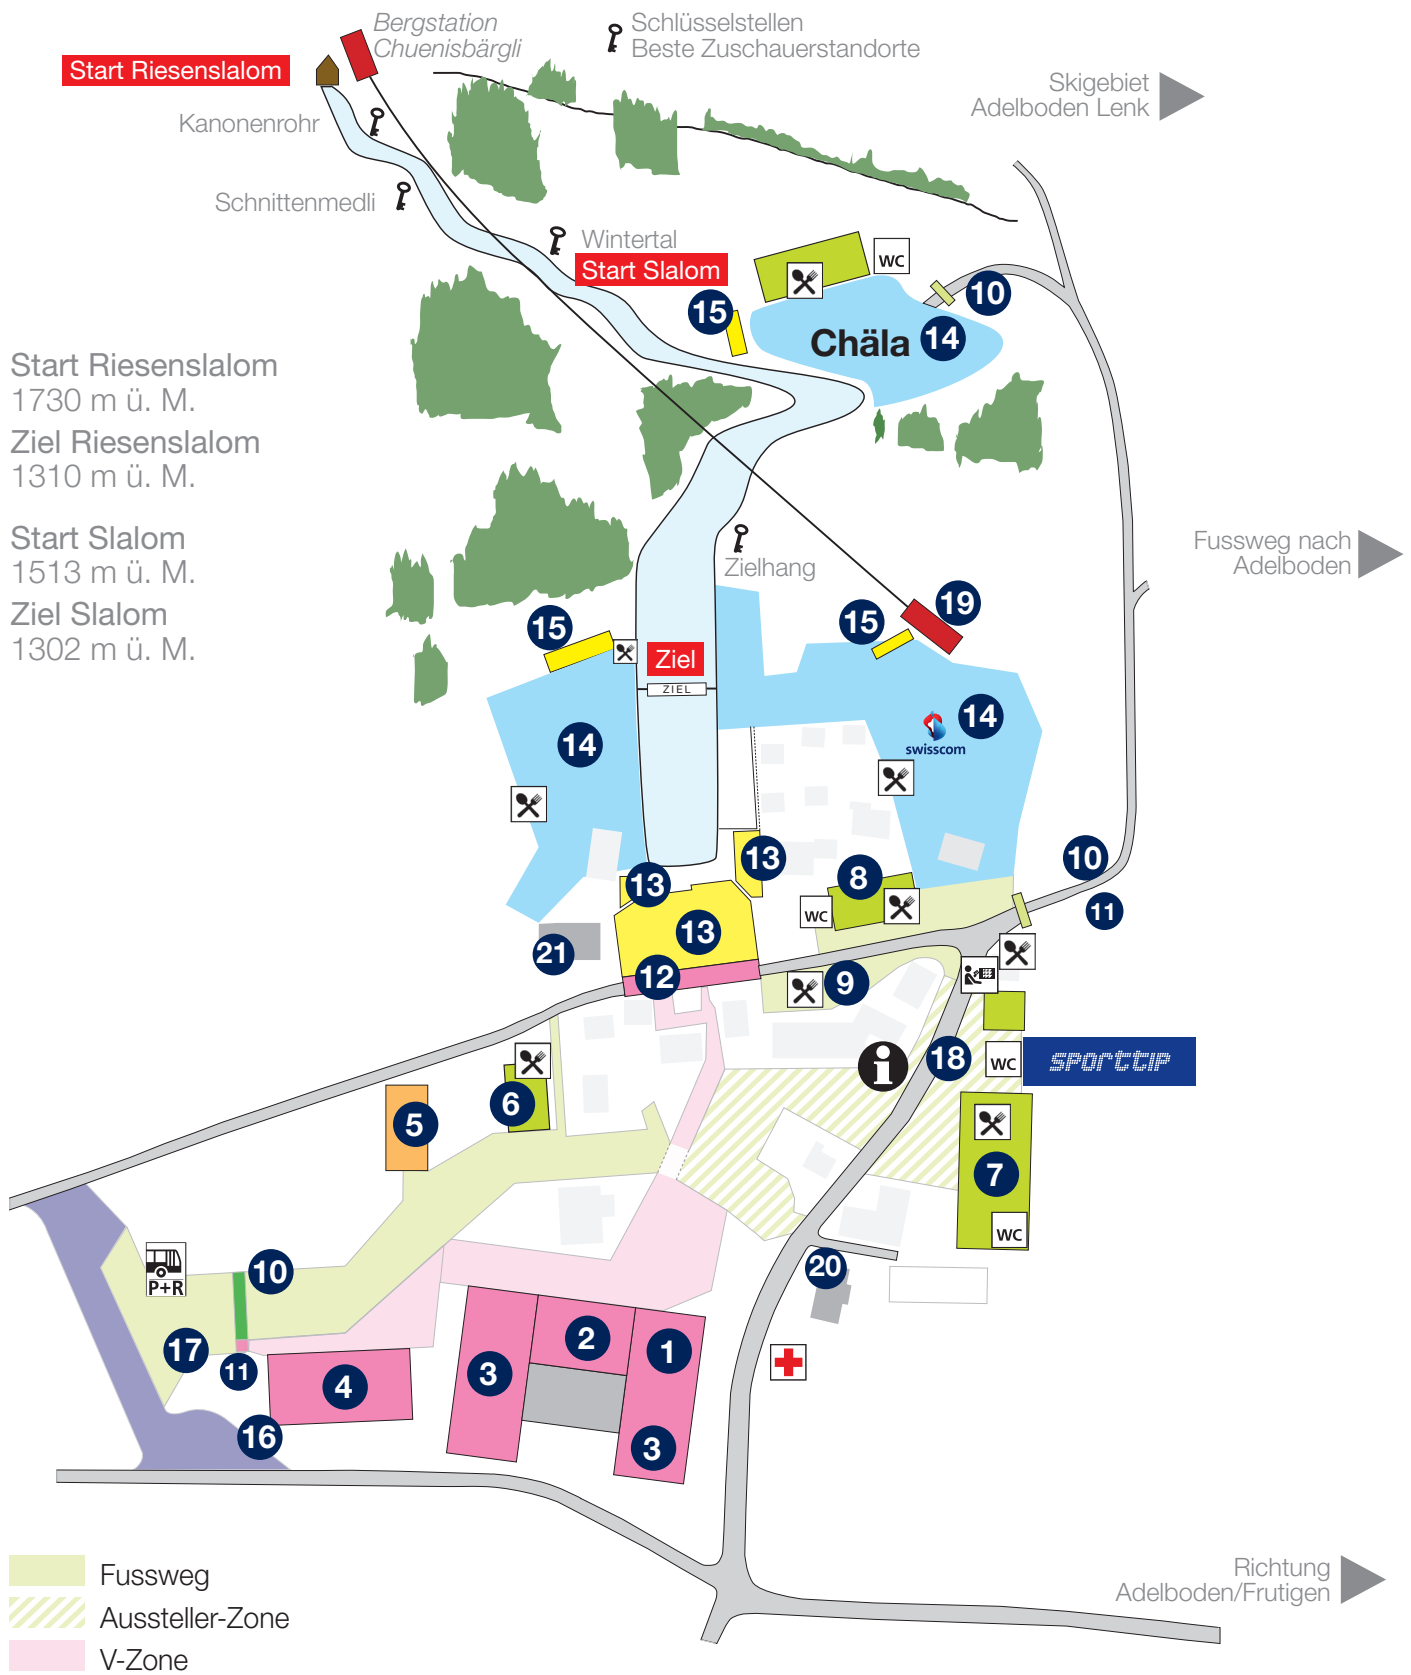 Bergstation
Chuenisbärgli
Schlüsselstellen
Beste Zuschauerstandorte
Start Riesenslalom
Skigebiet
Adelboden Lenk
Kanonenrohr
Schnittenmedli
Wintertal
Start Slalom
WC
10
15
Chäla
14
Start Riesenslalom
1730 m ü. M.
Ziel Riesenslalom
1310 m ü. M.
Start Slalom
1513 m ü. M.
Ziel Slalom
1302 m ü. M.
Zielhang
Fussweg nach
Adelboden
15
15
19
Ziel
ZIEL
14
14
swisscom
13
13
8
10
11
WC
13
21
12
9
18
WC
sporttip
6
5
7
WC
P+R
10
20
17
11
2
1
3
4
16
3
Fussweg
Aussteller-Zone
V-Zone
Richtung
Adelboden/Frutigen